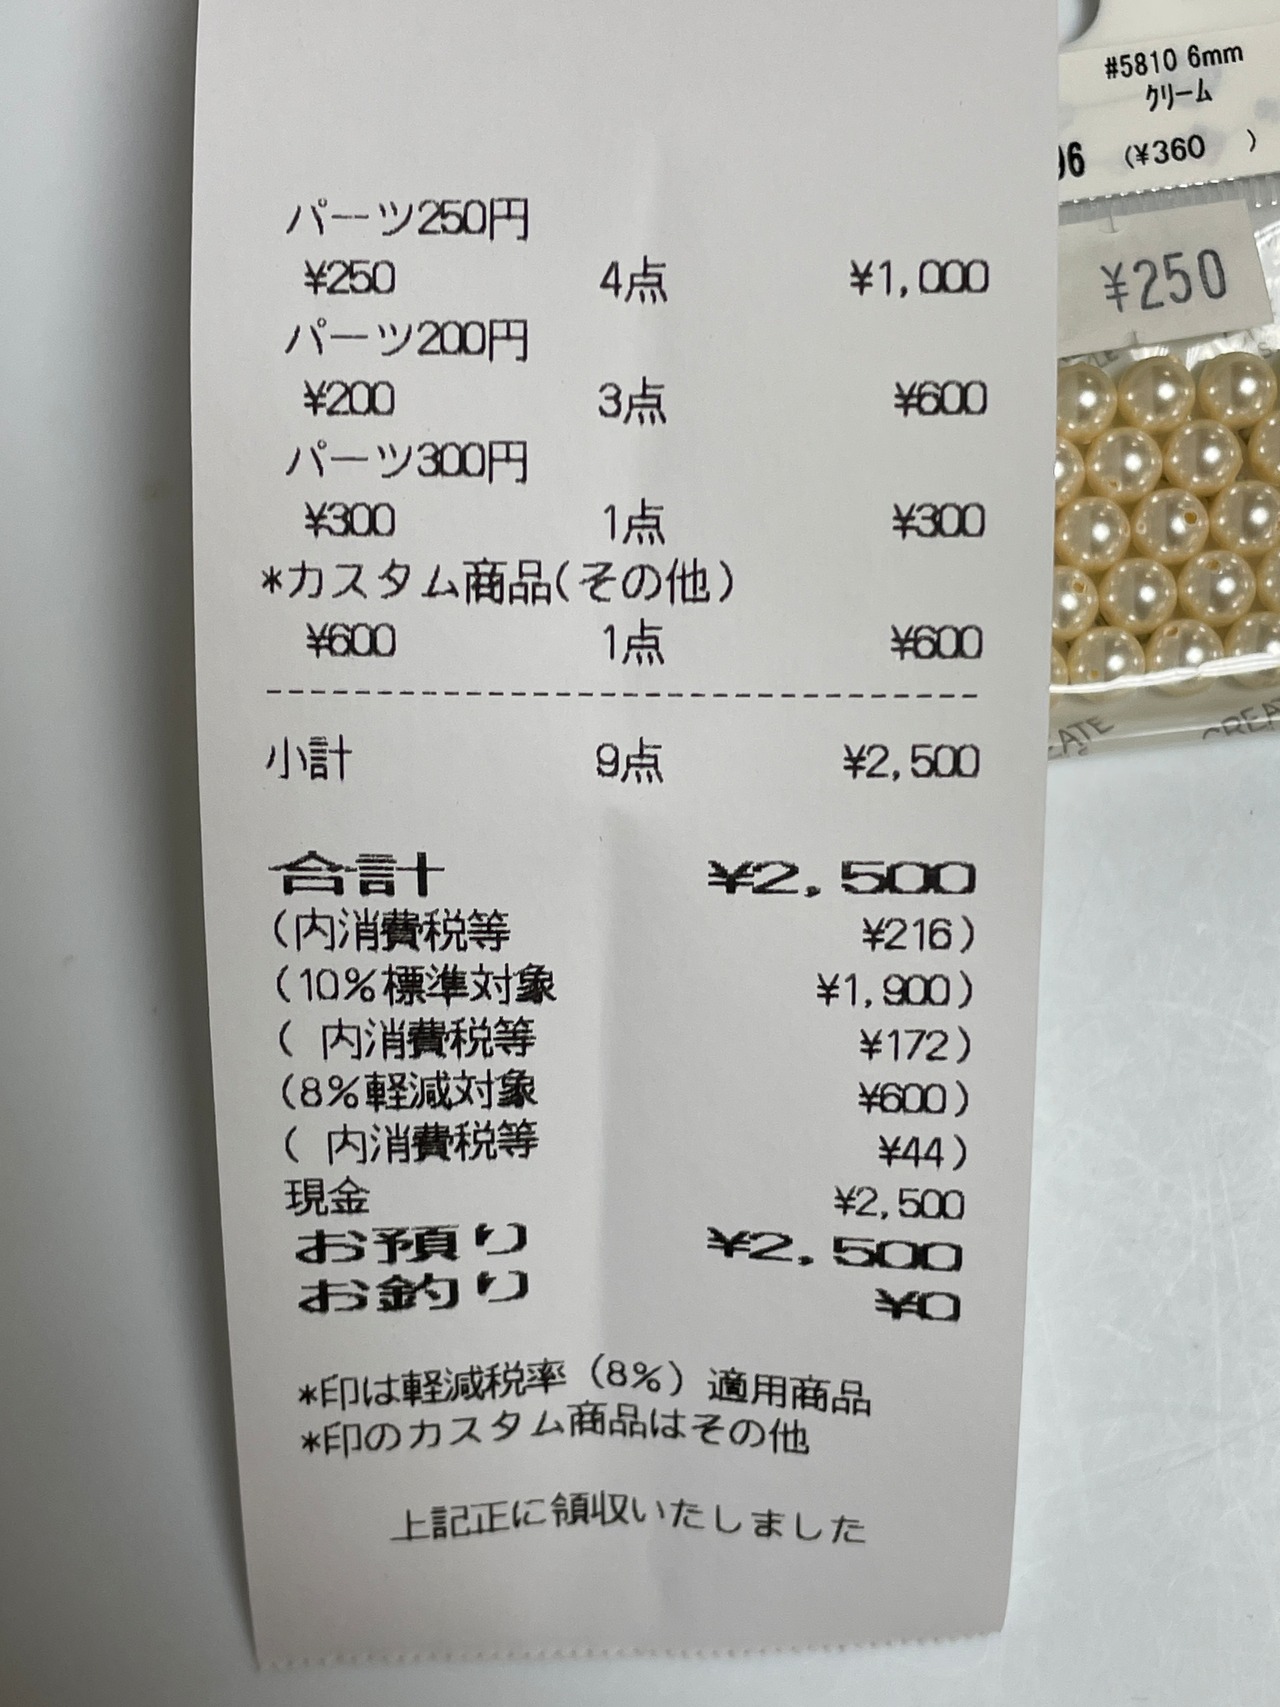 パーツ250円
¥250 4点 ¥1,000
パーツ200円
¥200 3点 ¥600
パーツ300円
¥300 1点 ¥300
*カスタム商品(その他)
¥600 1点 ¥600
小計 9点 ¥2,500
合計 ¥2,500
(内消費税等 ¥216)
(10%標準対象 ¥1,900)
( 内消費税等 ¥172)
(8%軽減対象 ¥600)
( 内消費税等 ¥44)
現金 ¥2,500
お預り ¥2,500
お釣り ¥0
*印は軽減税率(8%)適用商品
*印のカスタム商品はその他
上記正に領収いたしました
#5810 6mm
クリーム
(¥360 )
¥250